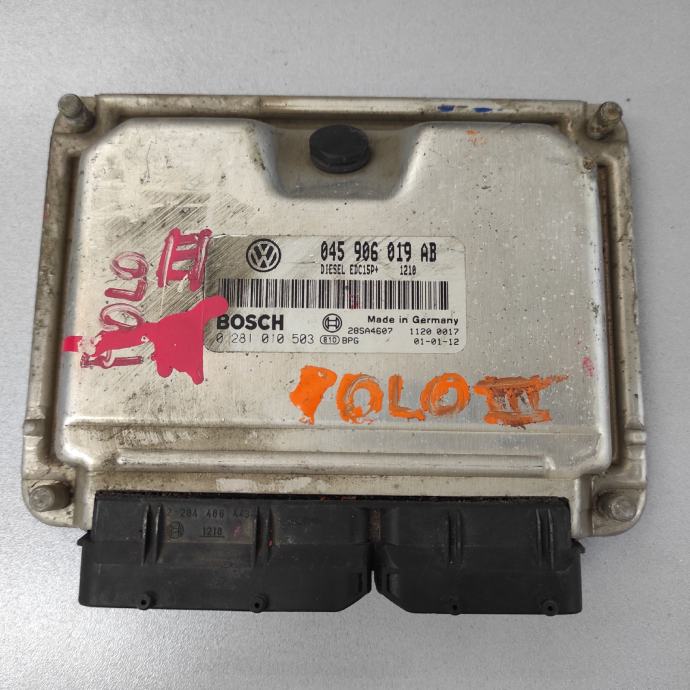 045 906 019 AB
DIESEL EDC15P+ 1210
BOSCH
Made in Germany
28SA4607 1120 0017
0 281 010 503 810 BPG 01-01-12
POLO III
POLO III
1210